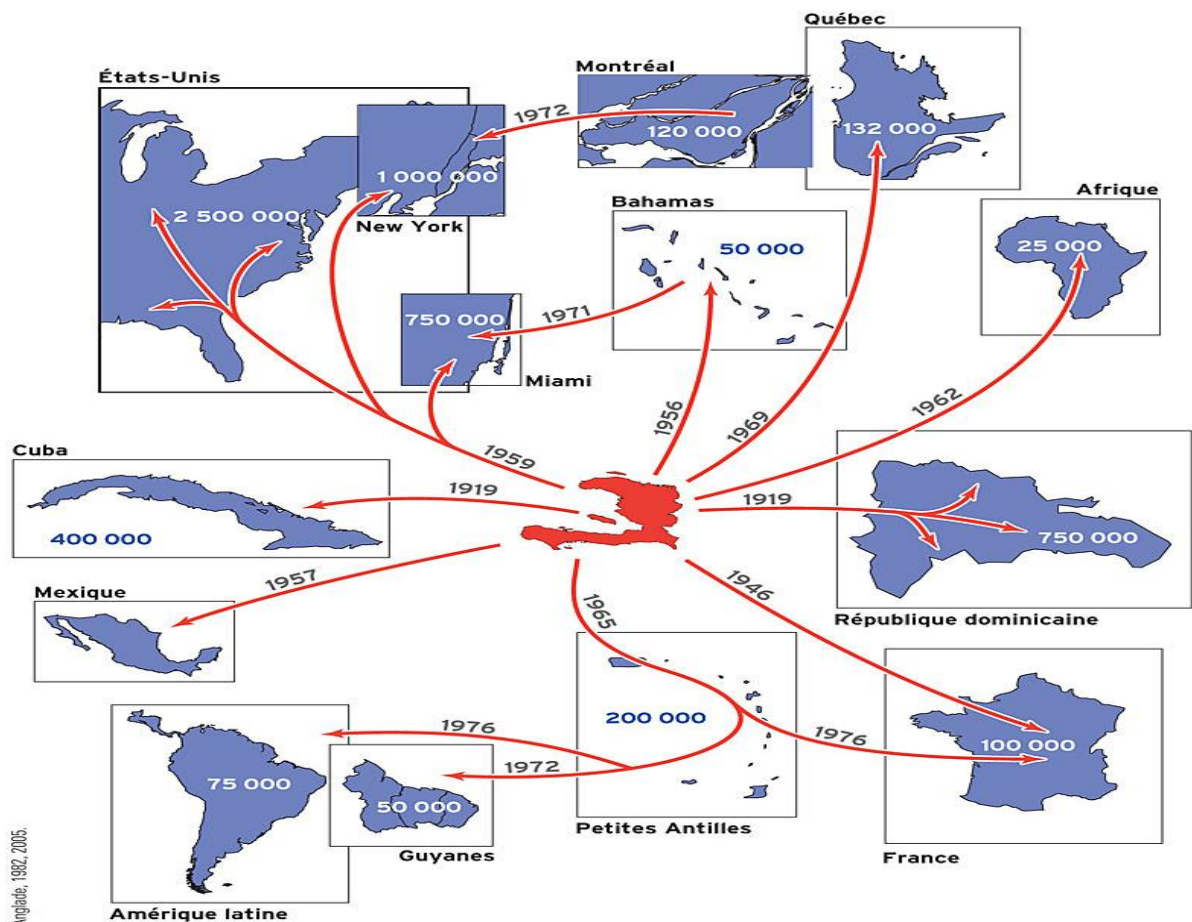 Québec
132 000
Montréal
120 000
1972
États-Unis
2 500 000
1 000 000
New York
Bahamas
50 000
Afrique
25 000
750 000
Miami
1971
1956
1969
1962
1959
Cuba
400 000
1919
1919
750 000
République dominicaine
Mexique
1957
1965
1946
200 000
Petites Antilles
1976
1976
1972
100 000
France
75 000
50 000
Guyanes
Amérique latine
Anglade, 1982, 2005.